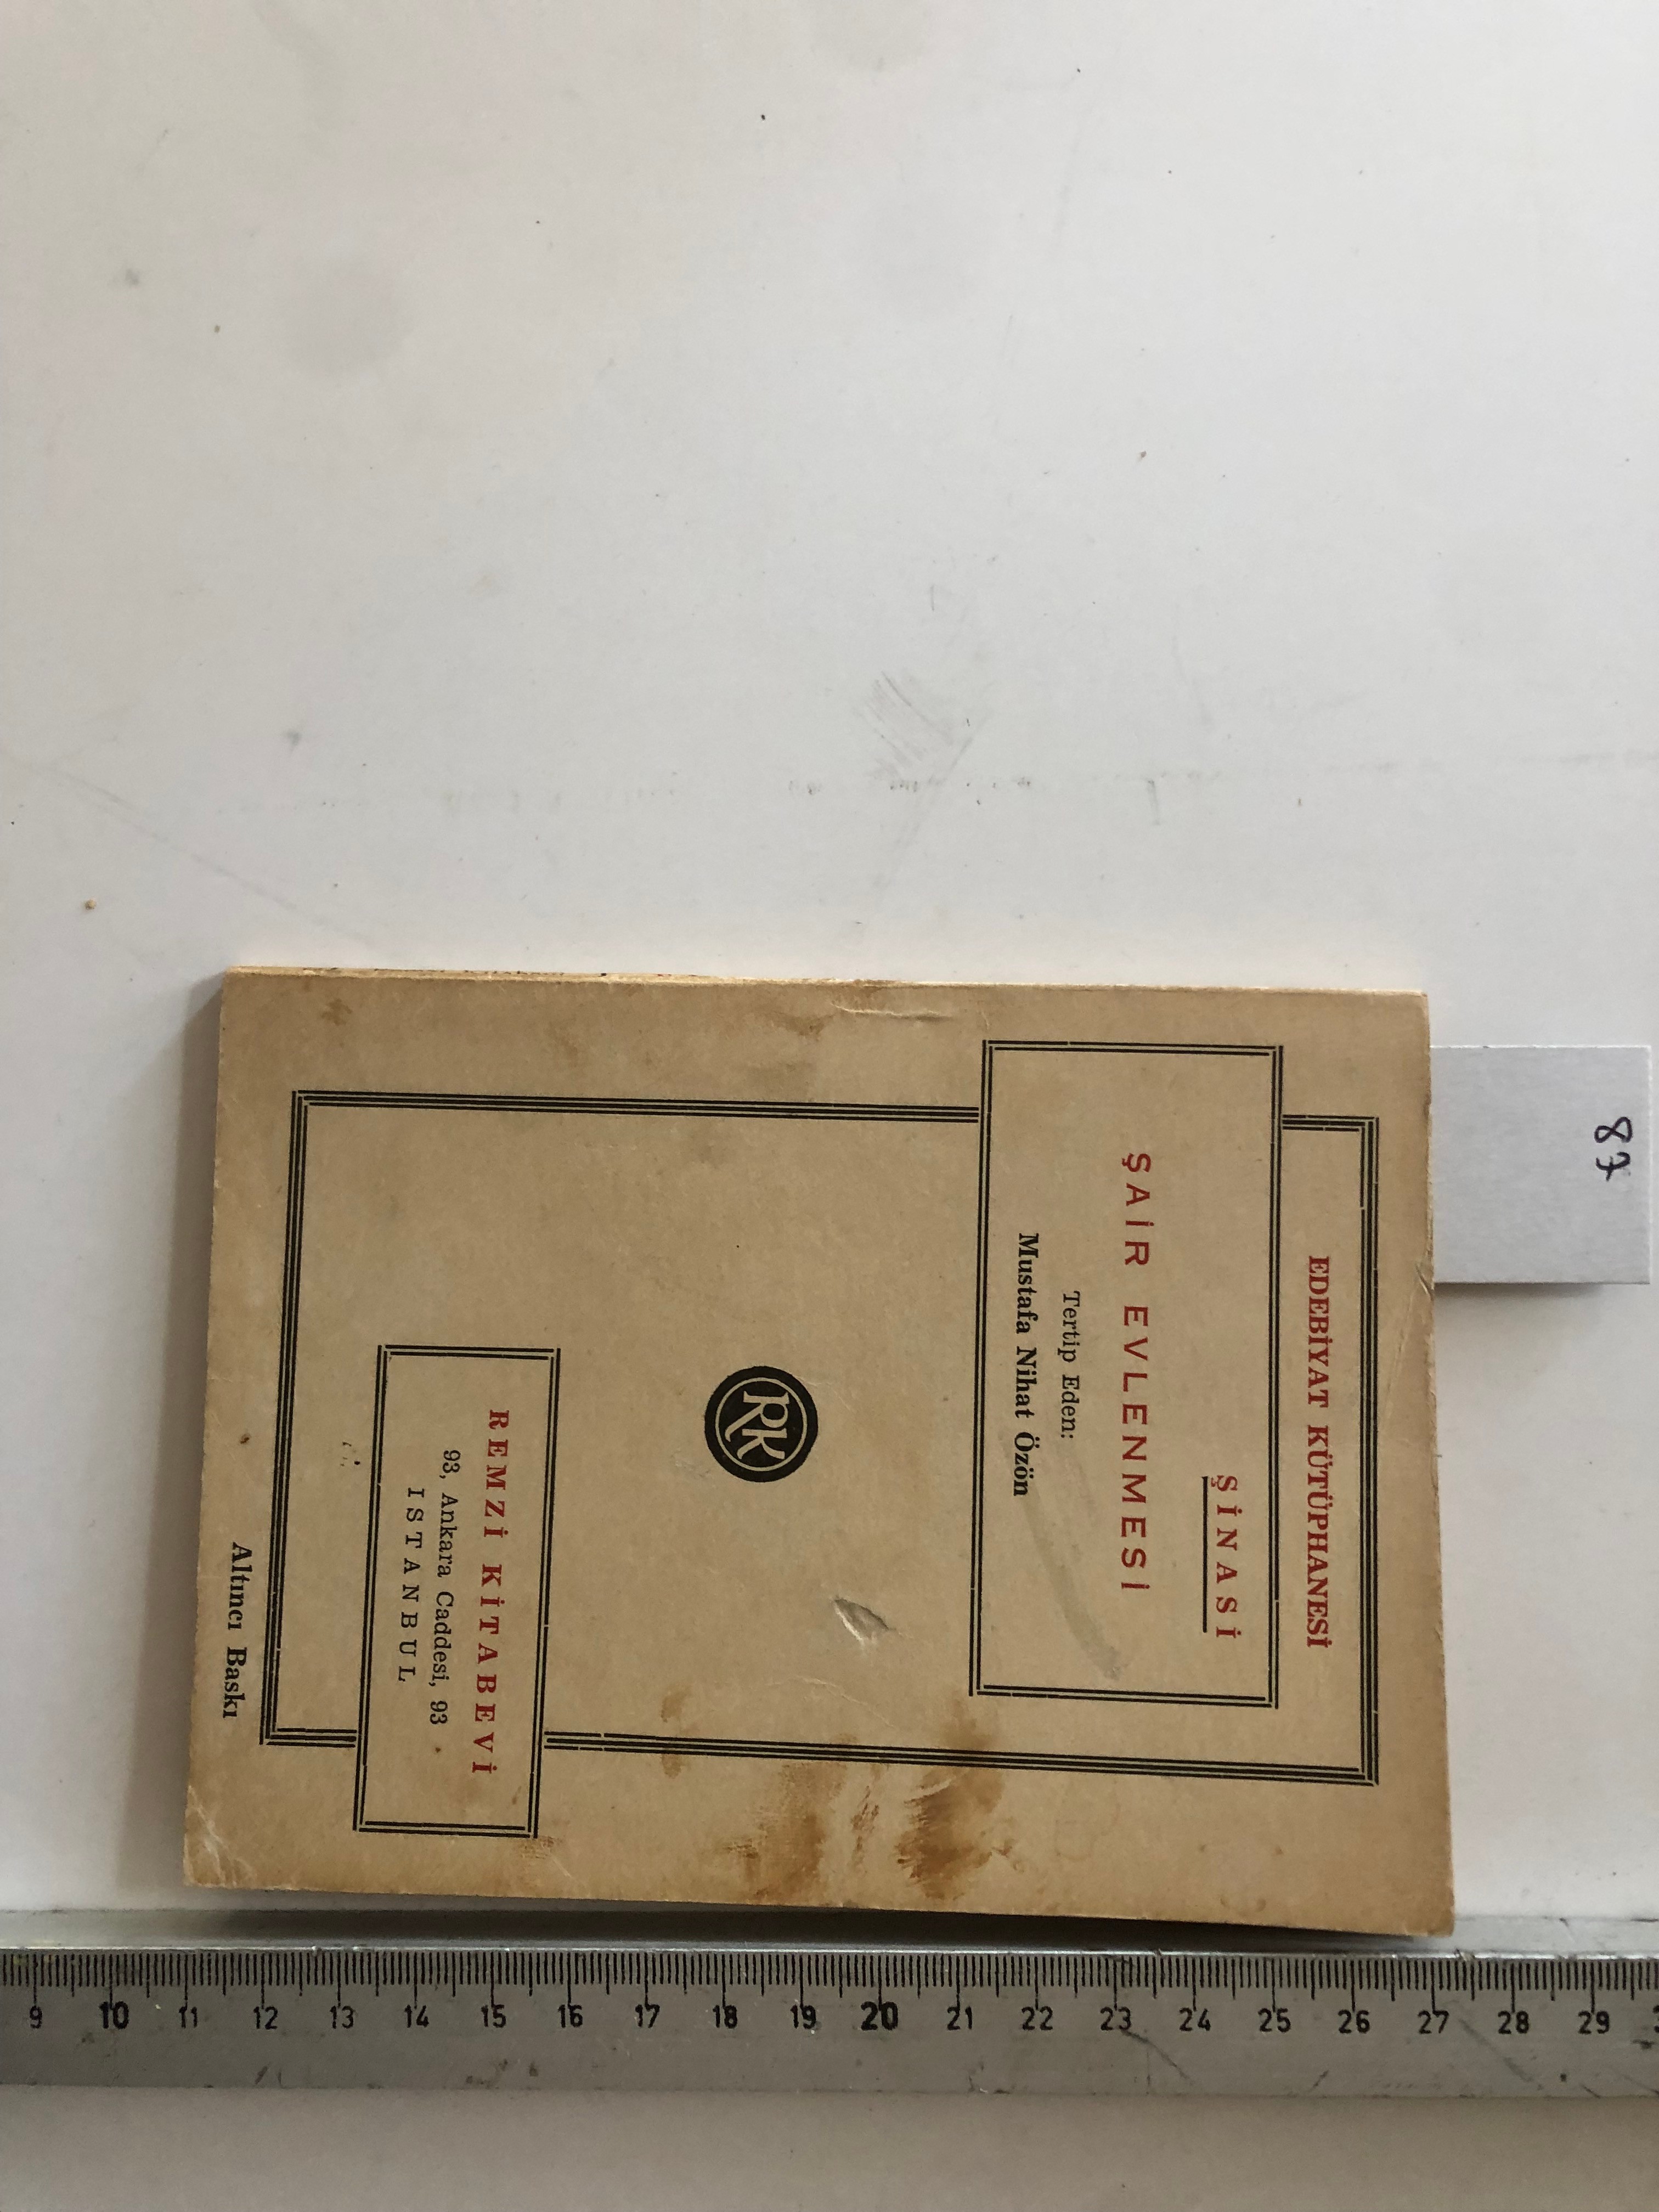 87
EDEBİYAT KÜTÜPHANESİ
ŞİNASİ
ŞAİR EVLENMESİ
Tertip Eden:
Mustafa Nihat Özön
RK
REMZİ KİTABEVİ
93, Ankara Caddesi, 93
ISTANBUL
Altıncı Baskı
9 10 11 12 13 14 15 16 17 18 19 20 21 22 23 24 25 26 27 28 29